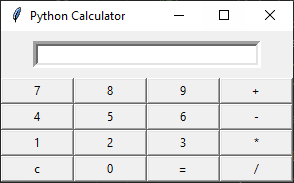 Python Calculator
7 8 9 +
4 5 6 -
1 2 3 *
c 0 = /